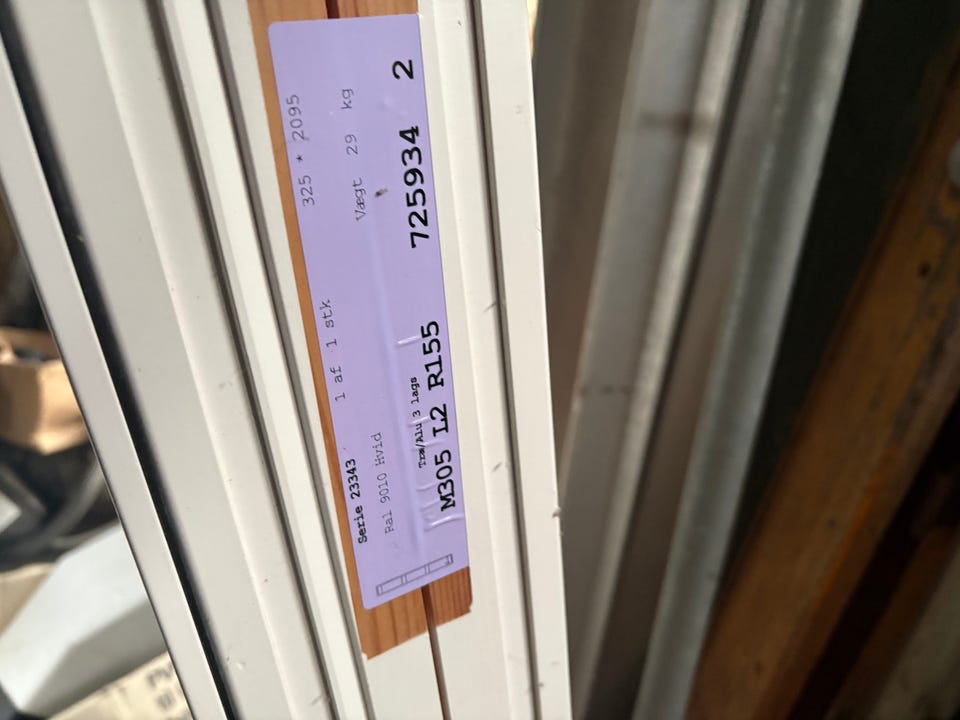 Serie 23343 1 af 1 stk 325 * 2095
Ral 9010 Hvid Vægt 29 kg
Træ/Alu 3 lags
M305 L2 R155 725934 2